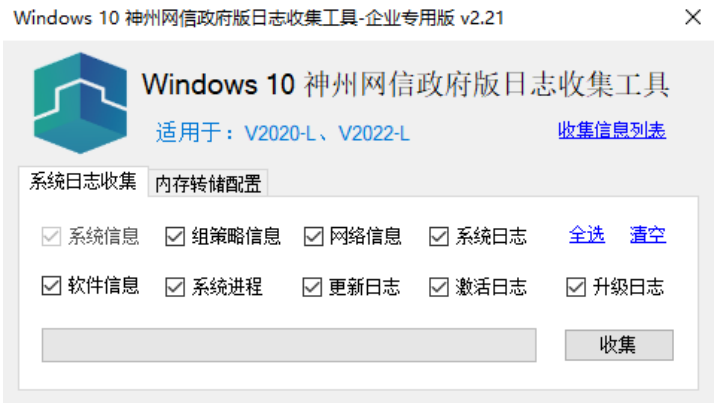 Windows 10 神州网信政府版日志收集工具-企业专用版 v2.21
Windows 10 神州网信政府版日志收集工具
适用于：V2020-L、V2022-L 收集信息列表
系统日志收集 内存转储配置
系统信息 组策略信息 网络信息 系统日志 全选 清空
软件信息 系统进程 更新日志 激活日志 升级日志
收集